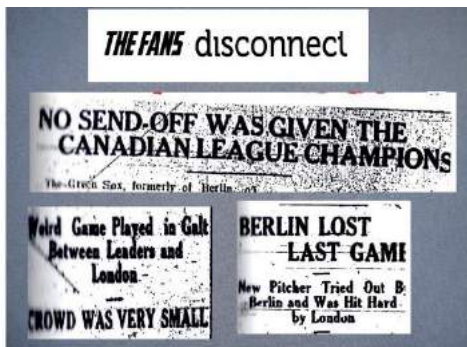 THE FANS disconnect
NO SEND-OFF WAS GIVEN THE
CANADIAN LEAGUE CHAMPIONS
The Green Sox, formerly of Berlin
Weird Game Played in Galt
Between Leaders and
London
CROWD WAS VERY SMALL
BERLIN LOST
LAST GAME
New Pitcher Tried Out B
Berlin and Was Hit Hard
by London